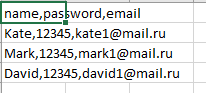 name,password,email
Kate,12345,kate1@mail.ru
Mark,12345,mark1@mail.ru
David,12345,david1@mail.ru